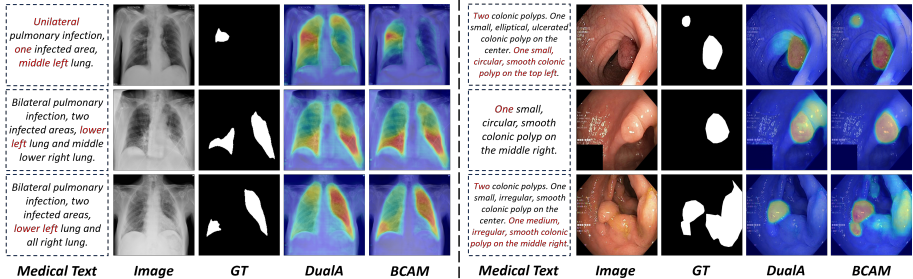 Unilateral
pulmonary infection,
one infected area,
middle left lung.
Bilateral pulmonary
infection, two
infected areas, lower
left lung and middle
lower right lung.
Bilateral pulmonary
infection, two
infected areas,
lower left lung and
all right lung.
Medical Text Image GT DualA BCAM
Two colonic polyps. One
small, elliptical, ulcerated
colonic polyp on the
center. One small,
circular, smooth colonic
polyp on the top left.
One small,
circular, smooth
colonic polyp on
the middle right.
Two colonic polyps. One
small, irregular, smooth
colonic polyp on the
center. One medium,
irregular, smooth colonic
polyp on the middle right.
Medical Text Image GT DualA BCAM